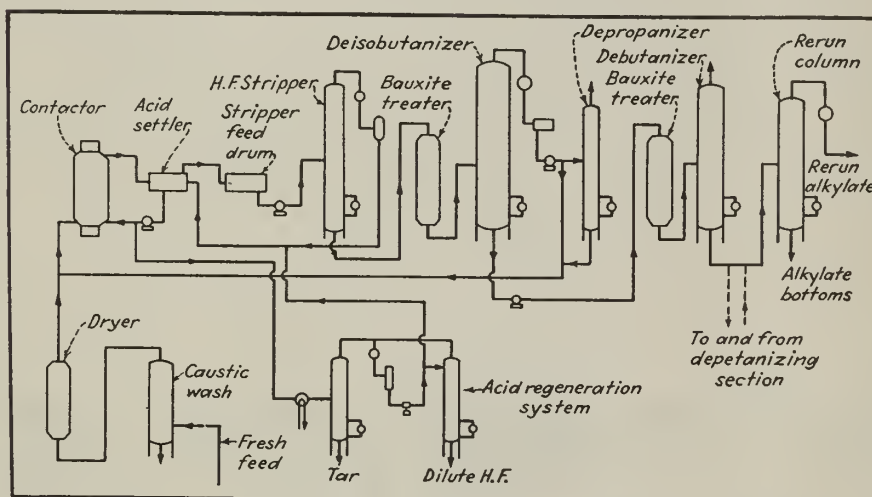 Deisobutanizer
Depropanizer
Debutanizer
Bauxite
treater
Rerun
column
H.F. Stripper
Bauxite
treater
Contactor
Acid
settler
Stripper
feed
drum
Rerun
alkylate
Alkylate
bottoms
To and from
depetanizing
section
Dryer
Caustic
wash
Fresh
feed
Acid regeneration
system
Tar
Dilute H.F.